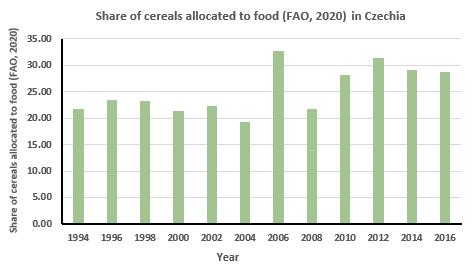 Share of cereals allocated to food (FAO, 2020) in Czechia
Share of cereals allocated to food (FAO, 2020)
35.00
30.00
25.00
20.00
15.00
10.00
5.00
0.00
1994 1996 1998 2000 2002 2004 2006 2008 2010 2012 2014 2016
Year